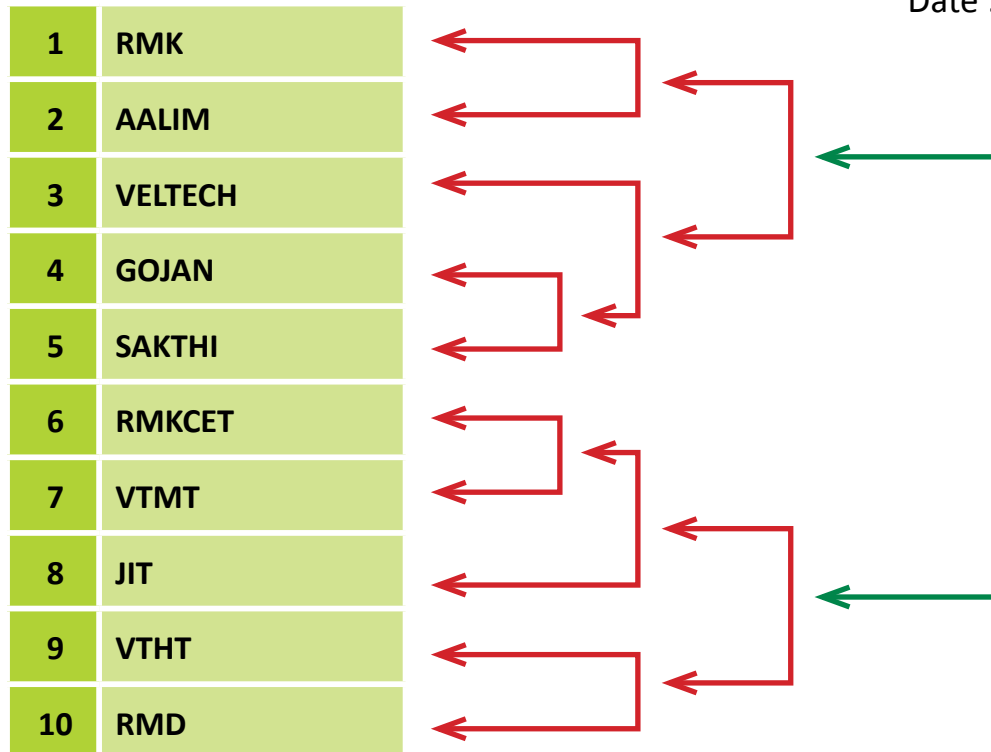 Date :
1 RMK
2 AALIM
3 VELTECH
4 GOJAN
5 SAKTHI
6 RMKCET
7 VTMT
8 JIT
9 VTHT
10 RMD